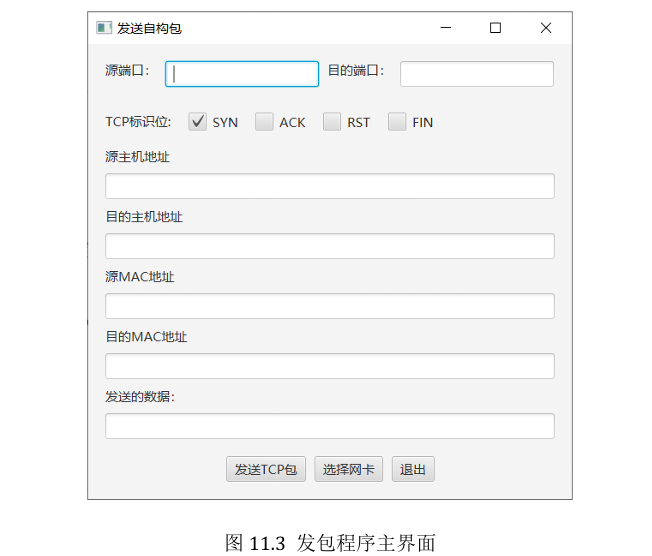 发送自构包
源端口： 目的端口：
TCP标识位: SYN ACK RST FIN
源主机地址
目的主机地址
源MAC地址
目的MAC地址
发送的数据：
发送TCP包 选择网卡 退出
图 11.3 发包程序主界面